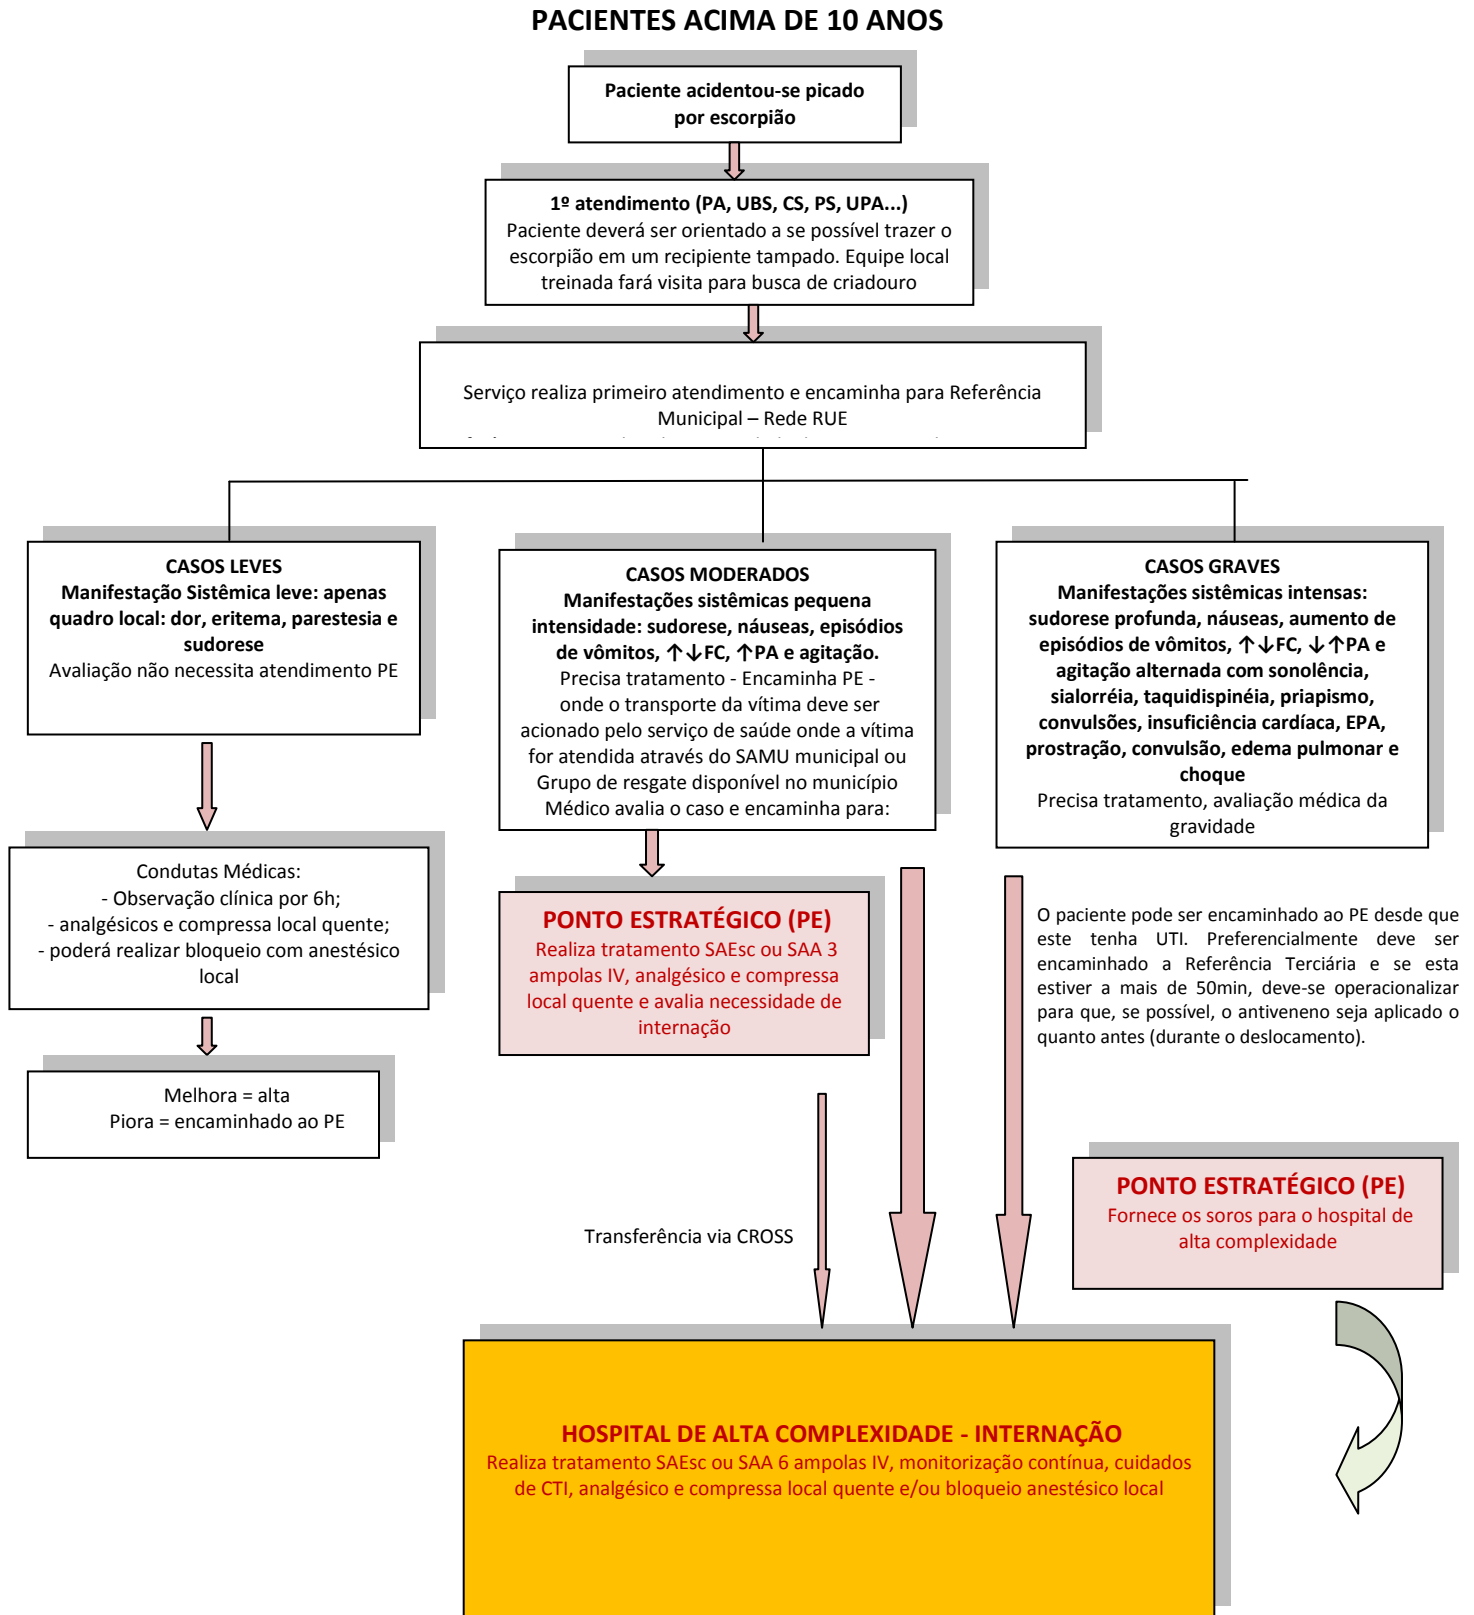 PACIENTES ACIMA DE 10 ANOS
Paciente acidentou-se picado
por escorpião
1º atendimento (PA, UBS, CS, PS, UPA...)
Paciente deverá ser orientado a se possível trazer o
escorpião em um recipiente tampado. Equipe local
treinada fará visita para busca de criadouro
Serviço realiza primeiro atendimento e encaminha para Referência
Municipal – Rede RUE
CASOS LEVES
Manifestação Sistêmica leve: apenas
quadro local: dor, eritema, parestesia e
sudorese
Avaliação não necessita atendimento PE
CASOS MODERADOS
Manifestações sistêmicas pequena
intensidade: sudorese, náuseas, episódios
de vômitos, ↑↓FC, ↑PA e agitação.
Precisa tratamento - Encaminha PE -
onde o transporte da vítima deve ser
acionado pelo serviço de saúde onde a vítima
for atendida através do SAMU municipal ou
Grupo de resgate disponível no município
Médico avalia o caso e encaminha para:
CASOS GRAVES
Manifestações sistêmicas intensas:
sudorese profunda, náuseas, aumento de
episódios de vômitos, ↑↓FC, ↓↑PA e
agitação alternada com sonolência,
sialorréia, taquidispinéia, priapismo,
convulsões, insuficiência cardíaca, EPA,
prostração, convulsão, edema pulmonar e
choque
Precisa tratamento, avaliação médica da
gravidade
Condutas Médicas:
- Observação clínica por 6h;
- analgésicos e compressa local quente;
- poderá realizar bloqueio com anestésico
local
Melhora = alta
Piora = encaminhado ao PE
PONTO ESTRATÉGICO (PE)
Realiza tratamento SAEsc ou SAA 3
ampolas IV, analgésico e compressa
local quente e avalia necessidade de
internação
O paciente pode ser encaminhado ao PE desde que
este tenha UTI. Preferencialmente deve ser
encaminhado a Referência Terciária e se esta
estiver a mais de 50min, deve-se operacionalizar
para que, se possível, o antiveneno seja aplicado o
quanto antes (durante o deslocamento).
Transferência via CROSS
PONTO ESTRATÉGICO (PE)
Fornece os soros para o hospital de
alta complexidade
HOSPITAL DE ALTA COMPLEXIDADE - INTERNAÇÃO
Realiza tratamento SAEsc ou SAA 6 ampolas IV, monitorização contínua, cuidados
de CTI, analgésico e compressa local quente e/ou bloqueio anestésico local